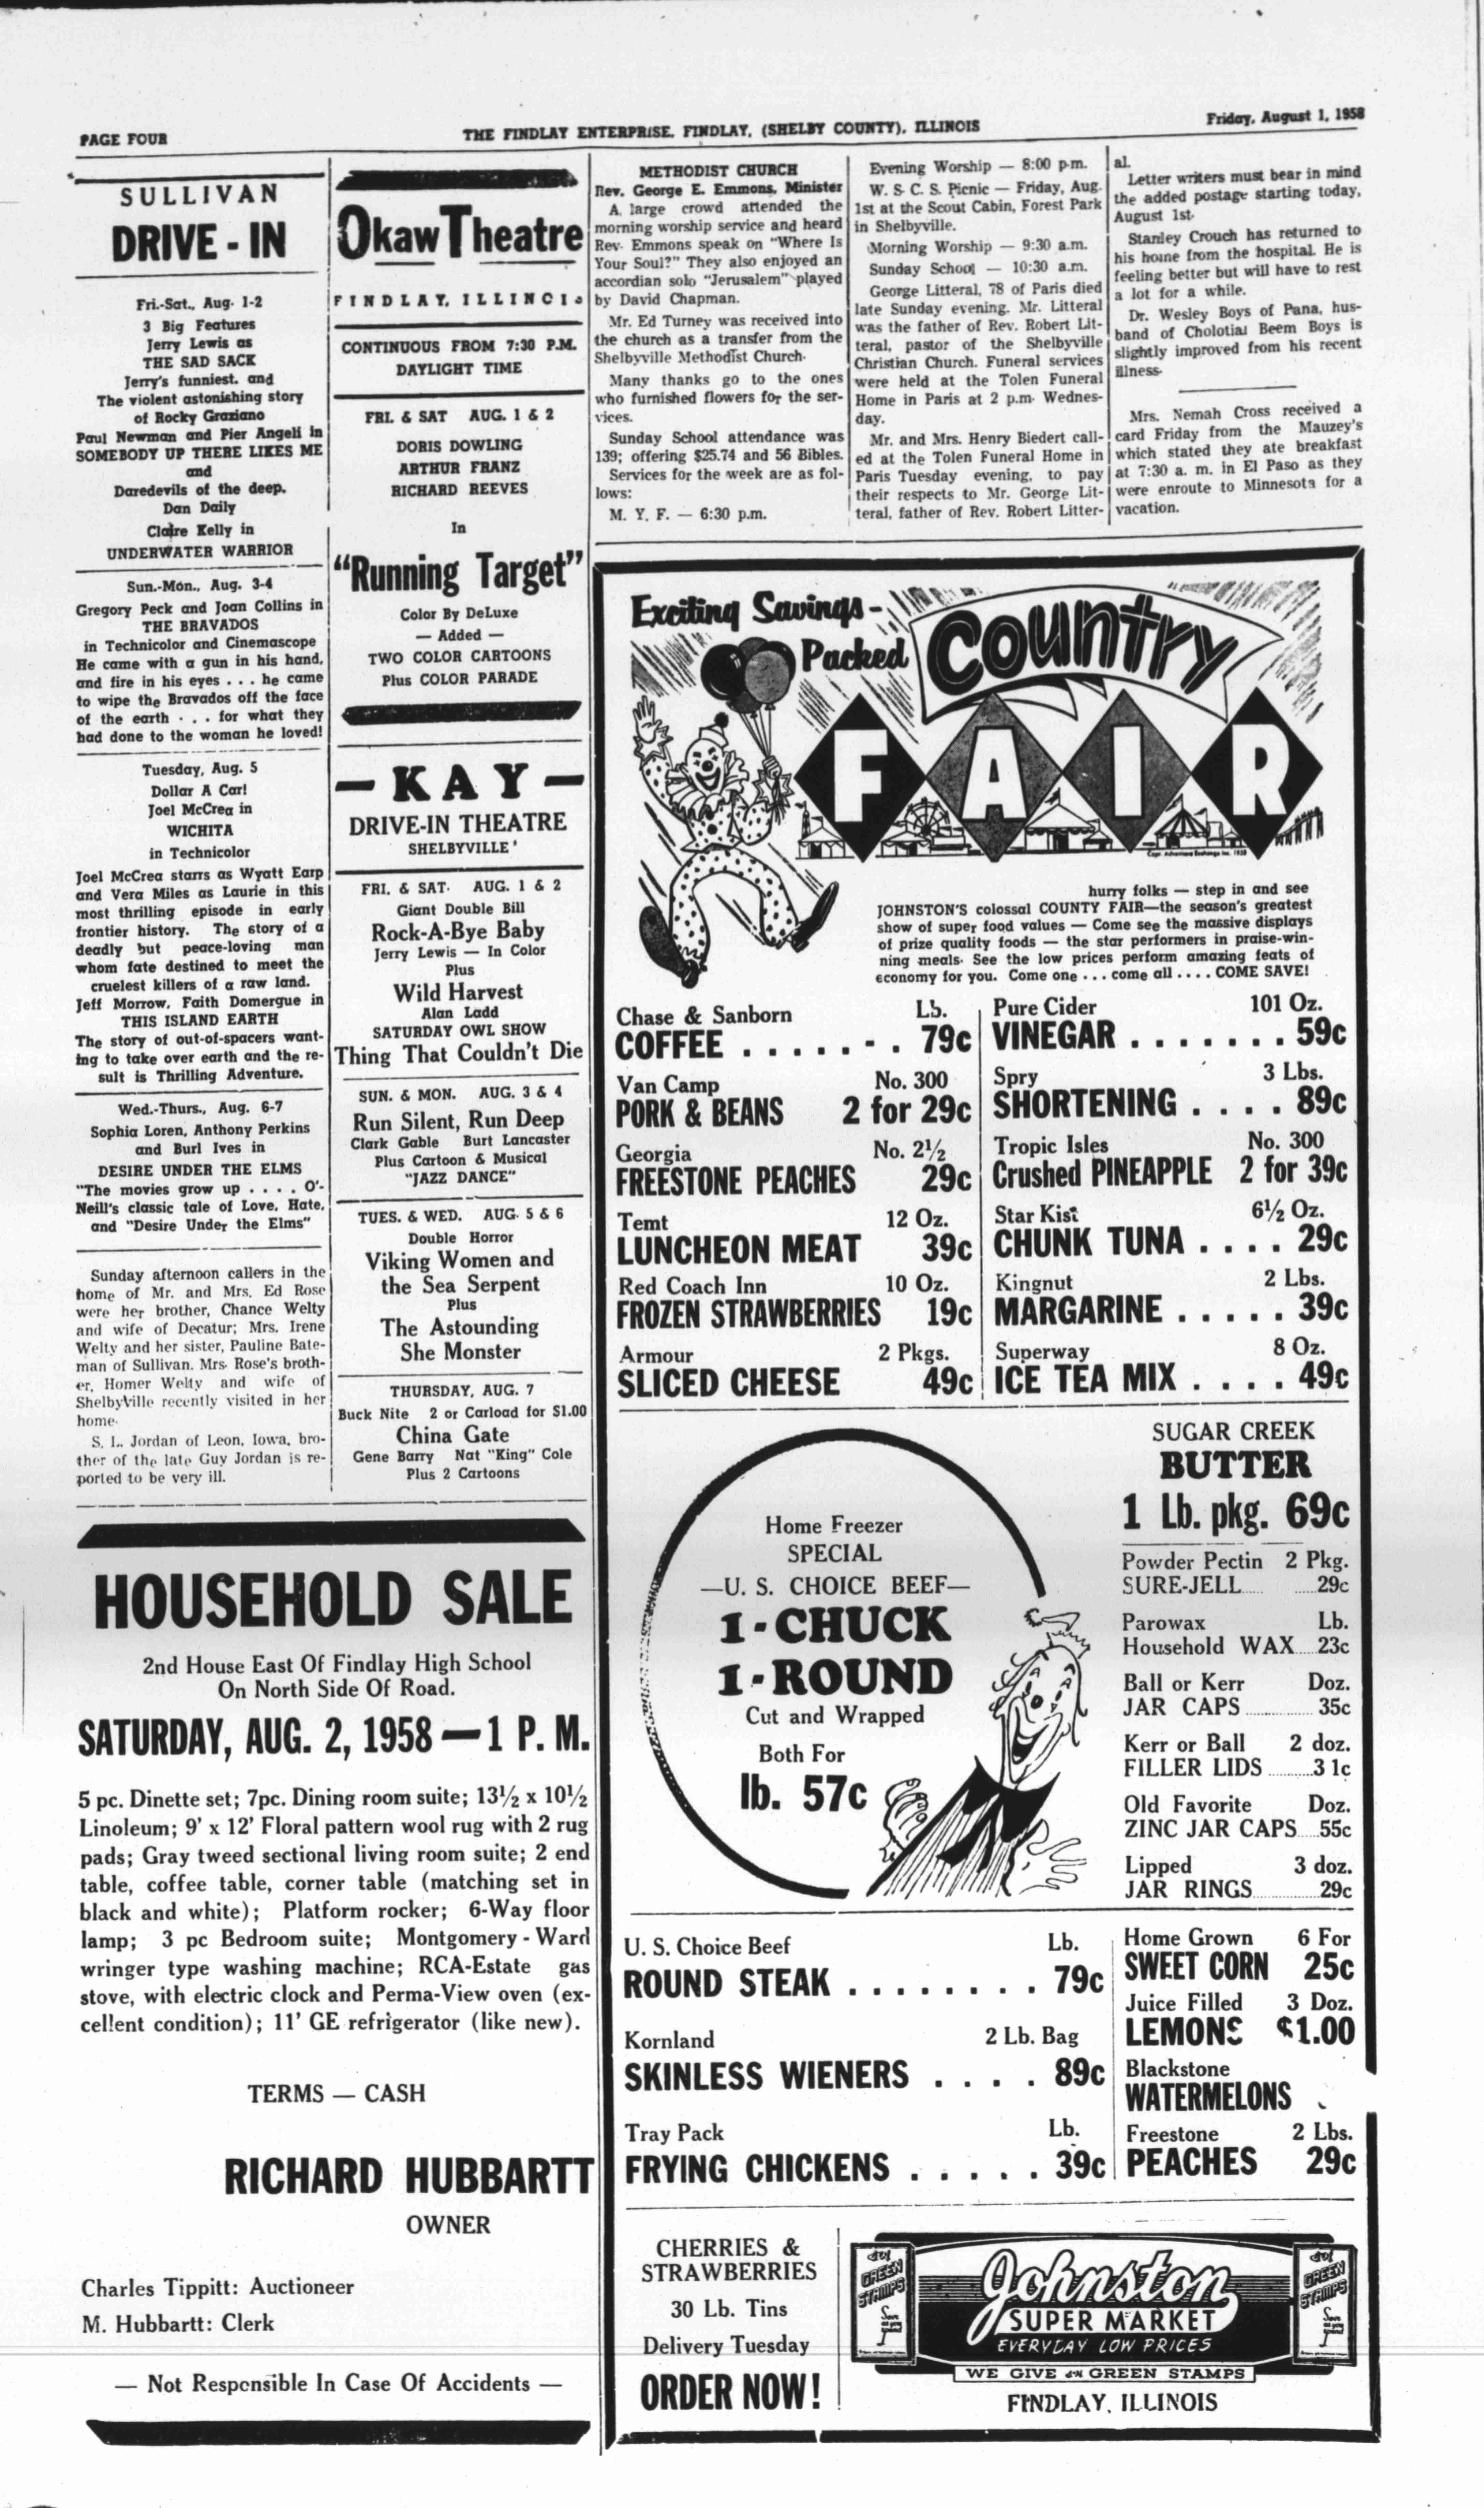 PAGE FOUR
THE FINDLAY ENTERPRISE, FINDLAY, (SHELBY COUNTY), ILLINOIS
Friday, August 1, 1958
SULLIVAN
DRIVE - IN
Fri.-Sat., Aug. 1-2
3 Big Features
Jerry Lewis as
THE SAD SACK
Jerry's funniest. and
The violent astonishing story
of Rocky Graziano
Paul Newman and Pier Angeli in
SOMEBODY UP THERE LIKES ME
and
Daredevils of the deep.
Dan Daily
Claire Kelly in
UNDERWATER WARRIOR
Sun.-Mon., Aug. 3-4
Gregory Peck and Joan Collins in
THE BRAVADOS
in Technicolor and Cinemascope
He came with a gun in his hand,
and fire in his eyes . . . he came
to wipe the Bravados off the face
of the earth . . . for what they
had done to the woman he loved!
Tuesday, Aug. 5
Dollar A Car!
Joel McCrea in
WICHITA
in Technicolor
Joel McCrea starrs as Wyatt Earp
and Vera Miles as Laurie in this
most thrilling episode in early
frontier history. The story of a
deadly but peace-loving man
whom fate destined to meet the
cruelest killers of a raw land.
Jeff Morrow, Faith Domergue in
THIS ISLAND EARTH
The story of out-of-spacers want-
ing to take over earth and the re-
sult is Thrilling Adventure.
Wed.-Thurs., Aug. 6-7
Sophia Loren, Anthony Perkins
and Burl Ives in
DESIRE UNDER THE ELMS
"The movies grow up . . . . O'-
Neill's classic tale of Love, Hate,
and "Desire Under the Elms"
Sunday afternoon callers in the
home of Mr. and Mrs. Ed Rose
were her brother, Chance Welty
and wife of Decatur; Mrs. Irene
Welty and her sister, Pauline Bate-
man of Sullivan. Mrs. Rose's broth-
er, Homer Welty and wife of
Shelbyville recently visited in her
home.
S. L. Jordan of Leon, Iowa, bro-
ther of the late Guy Jordan is re-
ported to be very ill.
Okaw Theatre
FINDLAY, ILLINOIS
CONTINUOUS FROM 7:30 P.M.
DAYLIGHT TIME
FRI. & SAT AUG. 1 & 2
DORIS DOWLING
ARTHUR FRANZ
RICHARD REEVES
In
"Running Target"
Color By DeLuxe
— Added —
TWO COLOR CARTOONS
Plus COLOR PARADE
— KAY —
DRIVE-IN THEATRE
SHELBYVILLE
FRI. & SAT. AUG. 1 & 2
Giant Double Bill
Rock-A-Bye Baby
Jerry Lewis — In Color
Plus
Wild Harvest
Alan Ladd
SATURDAY OWL SHOW
Thing That Couldn't Die
SUN. & MON. AUG. 3 & 4
Run Silent, Run Deep
Clark Gable Burt Lancaster
Plus Cartoon & Musical
"JAZZ DANCE"
TUES. & WED. AUG. 5 & 6
Double Horror
Viking Women and
the Sea Serpent
Plus
The Astounding
She Monster
THURSDAY, AUG. 7
Buck Nite 2 or Carload for $1.00
China Gate
Gene Barry Nat "King" Cole
Plus 2 Cartoons
METHODIST CHURCH
Rev. George E. Emmons, Minister
A large crowd attended the
morning worship service and heard
Rev. Emmons speak on "Where Is
Your Soul?" They also enjoyed an
accordian solo "Jerusalem" played
by David Chapman.
Mr. Ed Turney was received into
the church as a transfer from the
Shelbyville Methodist Church.
Many thanks go to the ones
who furnished flowers for the ser-
vices.
Sunday School attendance was
139; offering $25.74 and 56 Bibles.
Services for the week are as fol-
lows:
M. Y. F. — 6:30 p.m.
Evening Worship — 8:00 p.m.
W. S. C. S. Picnic — Friday, Aug.
1st at the Scout Cabin, Forest Park
in Shelbyville.
Morning Worship — 9:30 a.m.
Sunday School — 10:30 a.m.
George Litteral, 78 of Paris died
late Sunday evening. Mr. Litteral
was the father of Rev. Robert Lit-
teral, pastor of the Shelbyville
Christian Church. Funeral services
were held at the Tolen Funeral
Home in Paris at 2 p.m. Wednes-
day.
Mr. and Mrs. Henry Biedert call-
ed at the Tolen Funeral Home in
Paris Tuesday evening, to pay
their respects to Mr. George Lit-
teral, father of Rev. Robert Litter-
al.
Letter writers must bear in mind
the added postage starting today,
August 1st.
Stanley Crouch has returned to
his home from the hospital. He is
feeling better but will have to rest
a lot for a while.
Dr. Wesley Boys of Pana, hus-
band of Cholotial Beem Boys is
slightly improved from his recent
illness.
Mrs. Nemah Cross received a
card Friday from the Mauzey's
which stated they ate breakfast
at 7:30 a. m. in El Paso as they
were enroute to Minnesota for a
vacation.
HOUSEHOLD SALE
2nd House East Of Findlay High School
On North Side Of Road.
SATURDAY, AUG. 2, 1958 — 1 P. M.
5 pc. Dinette set; 7pc. Dining room suite; 13½ x 10½
Linoleum; 9' x 12' Floral pattern wool rug with 2 rug
pads; Gray tweed sectional living room suite; 2 end
table, coffee table, corner table (matching set in
black and white); Platform rocker; 6-Way floor
lamp; 3 pc Bedroom suite; Montgomery - Ward
wringer type washing machine; RCA-Estate gas
stove, with electric clock and Perma-View oven (ex-
cellent condition); 11' GE refrigerator (like new).
TERMS — CASH
RICHARD HUBBARTT
OWNER
Charles Tippitt: Auctioneer
M. Hubbartt: Clerk
— Not Responsible In Case Of Accidents —
Exciting Savings -
Packed
Country
FAIR
hurry folks — step in and see
JOHNSTON'S colossal COUNTY FAIR—the season's greatest
show of super food values — Come see the massive displays
of prize quality foods — the star performers in praise-win-
ning meals. See the low prices perform amazing feats of
economy for you. Come one . . . come all . . . . COME SAVE!
Chase & Sanborn Lb.
COFFEE . . . . . . . 79c
Van Camp No. 300
PORK & BEANS 2 for 29c
Georgia No. 2½
FREESTONE PEACHES 29c
Temt 12 Oz.
LUNCHEON MEAT 39c
Red Coach Inn 10 Oz.
FROZEN STRAWBERRIES 19c
Armour 2 Pkgs.
SLICED CHEESE 49c
Pure Cider 101 Oz.
VINEGAR . . . . . . . 59c
Spry 3 Lbs.
SHORTENING . . . . 89c
Tropic Isles No. 300
Crushed PINEAPPLE 2 for 39c
Star Kist 6½ Oz.
CHUNK TUNA . . . . 29c
Kingnut 2 Lbs.
MARGARINE . . . . . 39c
Superway 8 Oz.
ICE TEA MIX . . . . 49c
Home Freezer
SPECIAL
—U. S. CHOICE BEEF—
1 - CHUCK
1 - ROUND
Cut and Wrapped
Both For
lb. 57c
SUGAR CREEK
BUTTER
1 Lb. pkg. 69c
Powder Pectin 2 Pkg.
SURE-JELL..... .....29c
Parowax Lb.
Household WAX....23c
Ball or Kerr Doz.
JAR CAPS .............. 35c
Kerr or Ball 2 doz.
FILLER LIDS .........31c
Old Favorite Doz.
ZINC JAR CAPS....55c
Lipped 3 doz.
JAR RINGS..............29c
U. S. Choice Beef Lb.
ROUND STEAK . . . . . . . . 79c
Kornland 2 Lb. Bag
SKINLESS WIENERS . . . . 89c
Tray Pack Lb.
FRYING CHICKENS . . . . . 39c
Home Grown 6 For
SWEET CORN 25c
Juice Filled 3 Doz.
LEMONS $1.00
Blackstone
WATERMELONS
Freestone 2 Lbs.
PEACHES 29c
CHERRIES &
STRAWBERRIES
30 Lb. Tins
Delivery Tuesday
ORDER NOW!
GREEN
STAMPS
Johnston
SUPER MARKET
EVERYDAY LOW PRICES
WE GIVE S&H GREEN STAMPS
GREEN
STAMPS
FINDLAY, ILLINOIS